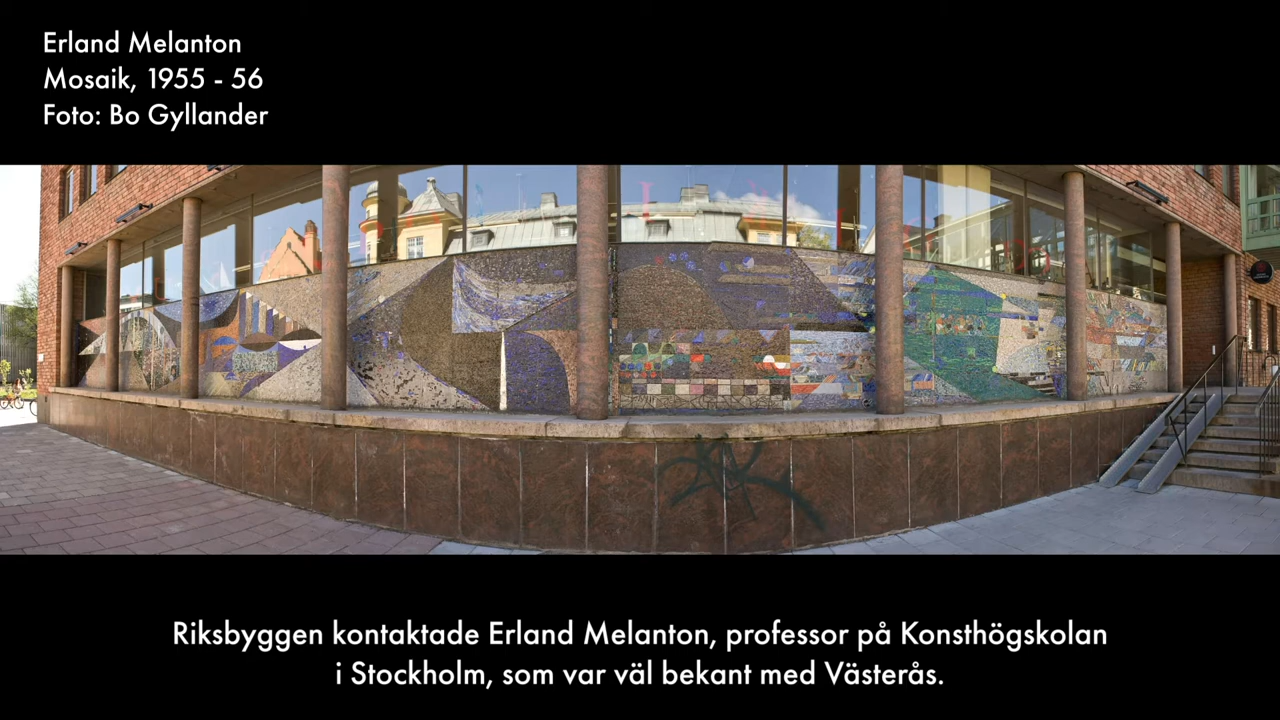 Erland Melanton
Mosaik, 1955 - 56
Foto: Bo Gyllander
Riksbyggen kontaktade Erland Melanton, professor på Konsthögskolan
i Stockholm, som var väl bekant med Västerås.